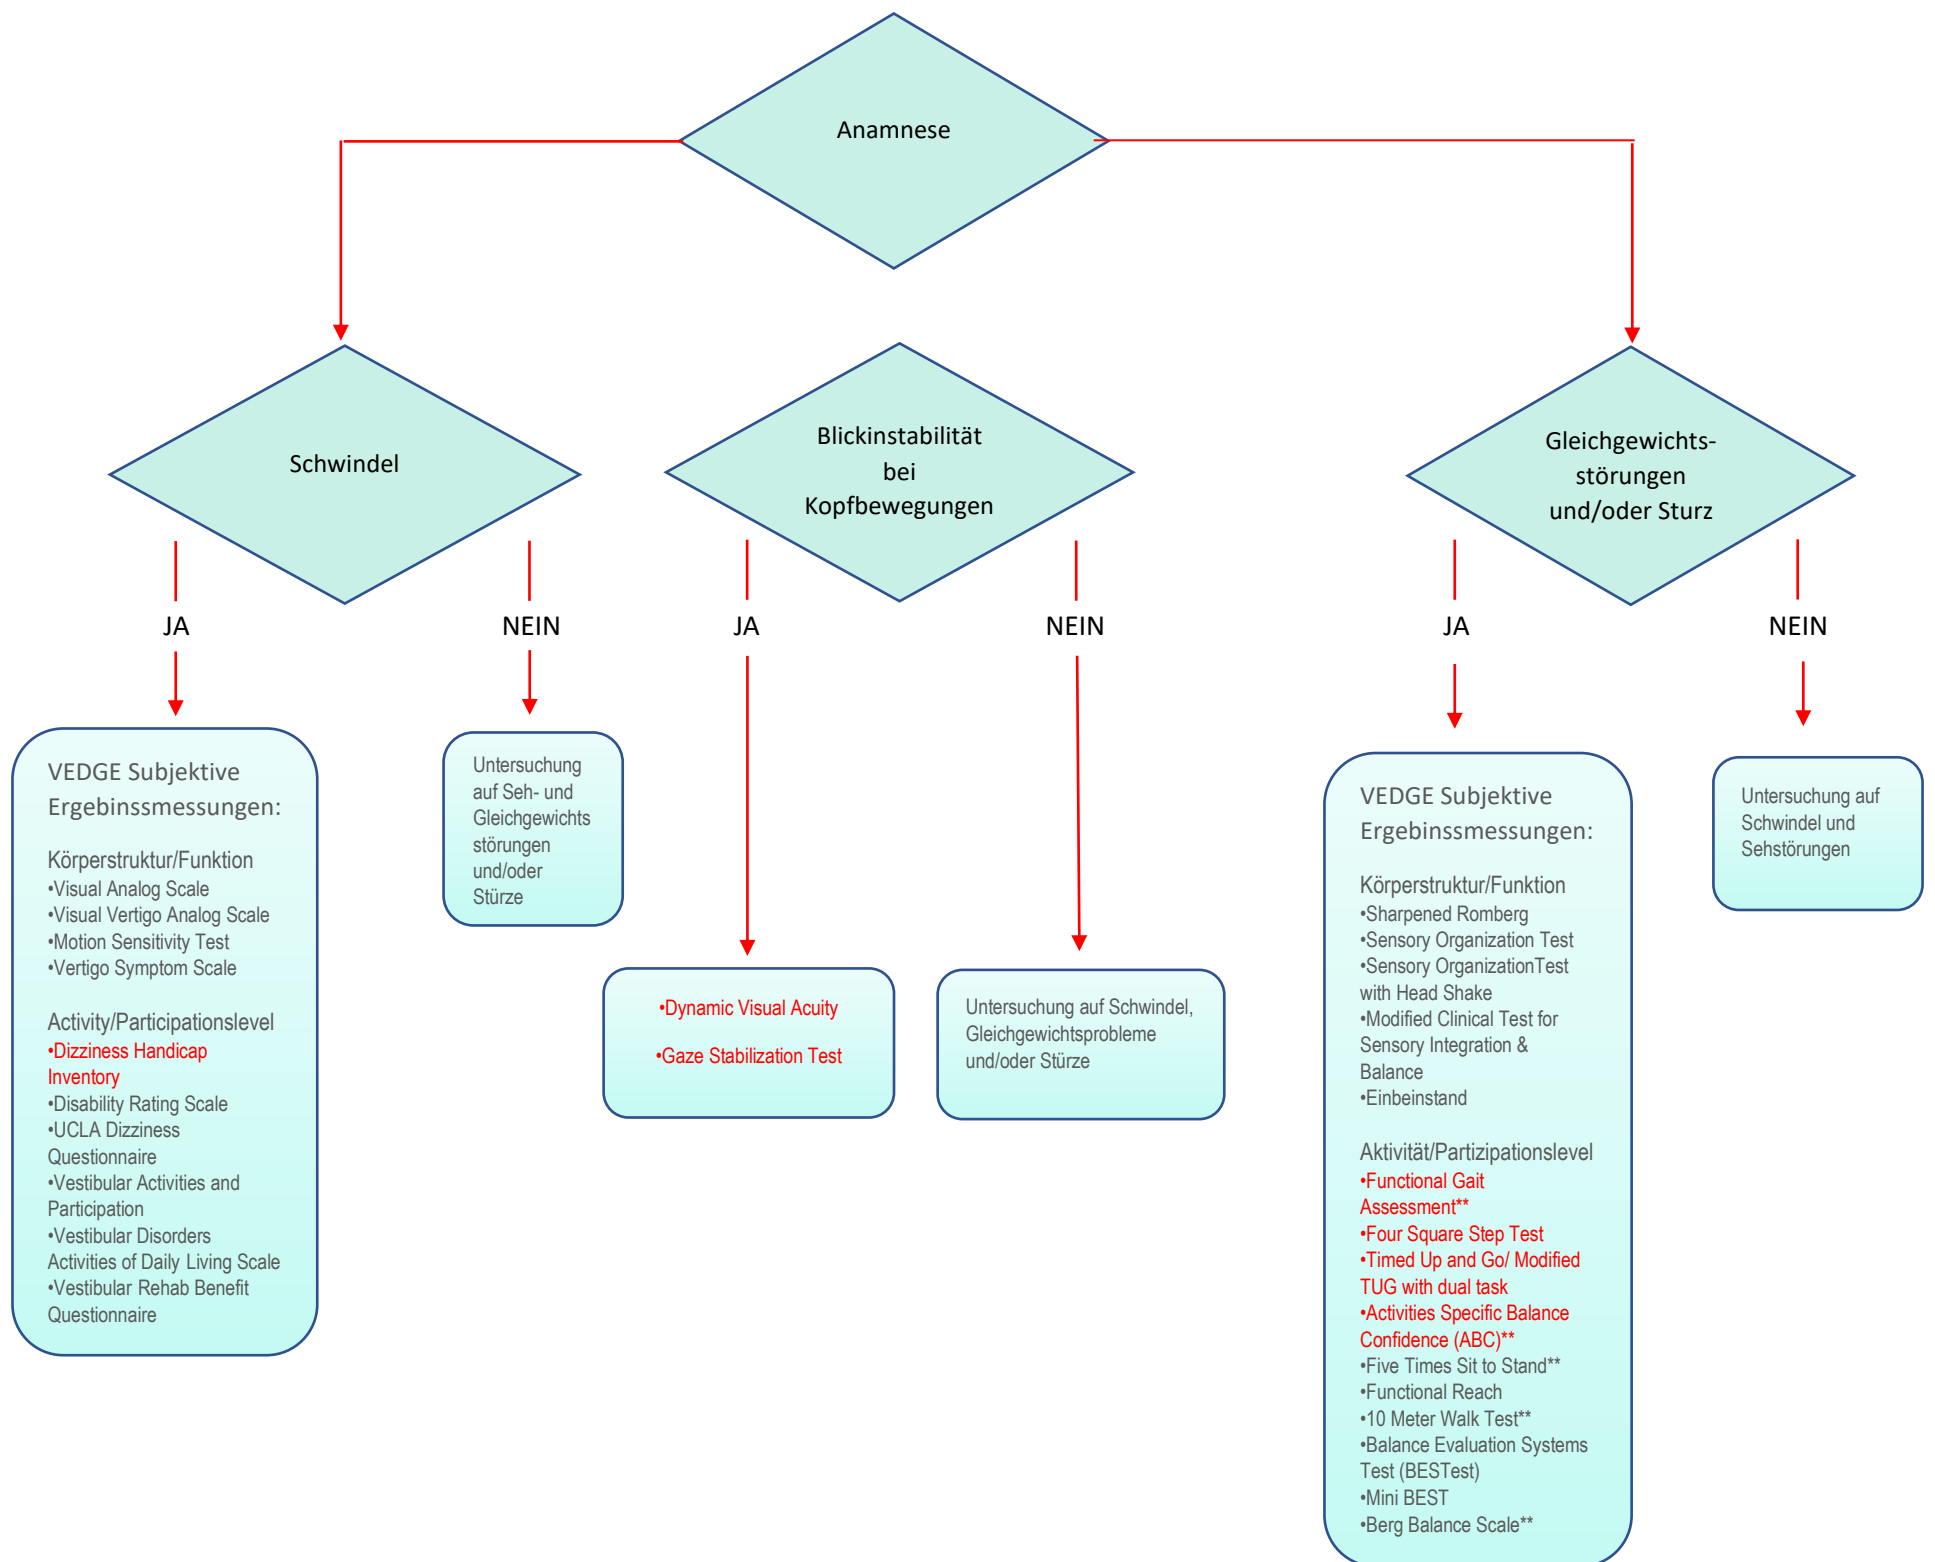 Anamnese
Schwindel
Blickinstabilität
bei
Kopfbewegungen
Gleichgewichts-
störungen
und/oder Sturz
JA
NEIN
JA
NEIN
JA
NEIN
VEDGE Subjektive
Ergebinssmessungen:
Körperstruktur/Funktion
•Visual Analog Scale
•Visual Vertigo Analog Scale
•Motion Sensitivity Test
•Vertigo Symptom Scale
Activity/Participationslevel
•Dizziness Handicap
Inventory
•Disability Rating Scale
•UCLA Dizziness
Questionnaire
•Vestibular Activities and
Participation
•Vestibular Disorders
Activities of Daily Living Scale
•Vestibular Rehab Benefit
Questionnaire
Untersuchung
auf Seh- und
Gleichgewichts
störungen
und/oder
Stürze
•Dynamic Visual Acuity
•Gaze Stabilization Test
Untersuchung auf Schwindel,
Gleichgewichtsprobleme
und/oder Stürze
VEDGE Subjektive
Ergebinssmessungen:
Körperstruktur/Funktion
•Sharpened Romberg
•Sensory Organization Test
•Sensory OrganizationTest
with Head Shake
•Modified Clinical Test for
Sensory Integration &
Balance
•Einbeinstand
Aktivität/Partizipationslevel
•Functional Gait
Assessment**
•Four Square Step Test
•Timed Up and Go/ Modified
TUG with dual task
•Activities Specific Balance
Confidence (ABC)**
•Five Times Sit to Stand**
•Functional Reach
•10 Meter Walk Test**
•Balance Evaluation Systems
Test (BESTest)
•Mini BEST
•Berg Balance Scale**
Untersuchung auf
Schwindel und
Sehstörungen